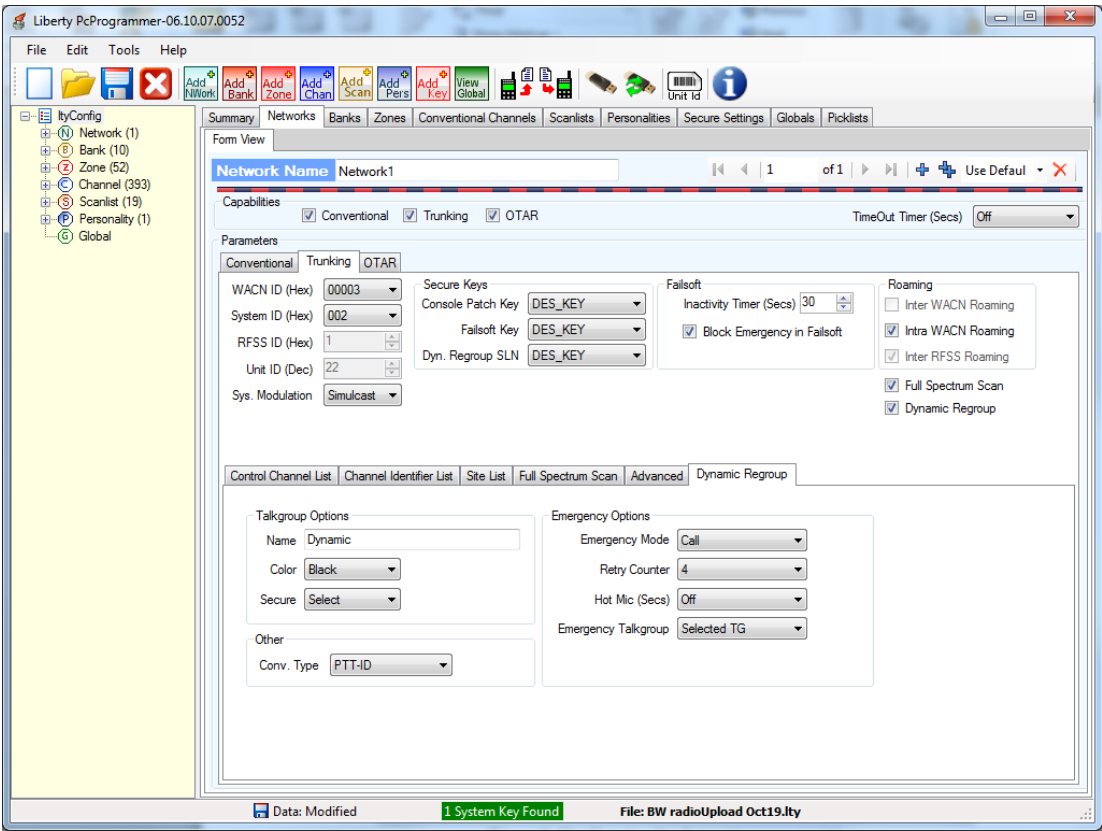 Liberty PcProgrammer-06.10.07.0052
File Edit Tools Help
Add NWork Add Bank Add Zone Add Chan Add Scan Add Pers Add Key View Global Unit Id
ltyConfig
Network (1)
Bank (10)
Zone (52)
Channel (393)
Scanlist (19)
Personality (1)
Global
Summary Networks Banks Zones Conventional Channels Scanlists Personalities Secure Settings Globals Picklists
Form View
Network Name Network1 1 of 1 Use Defaul
Capabilities
Conventional Trunking OTAR TimeOut Timer (Secs) Off
Parameters
Conventional Trunking OTAR
WACN ID (Hex) 00003
System ID (Hex) 002
RFSS ID (Hex) 1
Unit ID (Dec) 22
Sys. Modulation Simulcast
Secure Keys
Console Patch Key DES_KEY
Failsoft Key DES_KEY
Dyn. Regroup SLN DES_KEY
Failsoft
Inactivity Timer (Secs) 30
Block Emergency in Failsoft
Roaming
Inter WACN Roaming
Intra WACN Roaming
Inter RFSS Roaming
Full Spectrum Scan
Dynamic Regroup
Control Channel List Channel Identifier List Site List Full Spectrum Scan Advanced Dynamic Regroup
Talkgroup Options
Name Dynamic
Color Black
Secure Select
Other
Conv. Type PTT-ID
Emergency Options
Emergency Mode Call
Retry Counter 4
Hot Mic (Secs) Off
Emergency Talkgroup Selected TG
Data: Modified 1 System Key Found File: BW radioUpload Oct19.lty